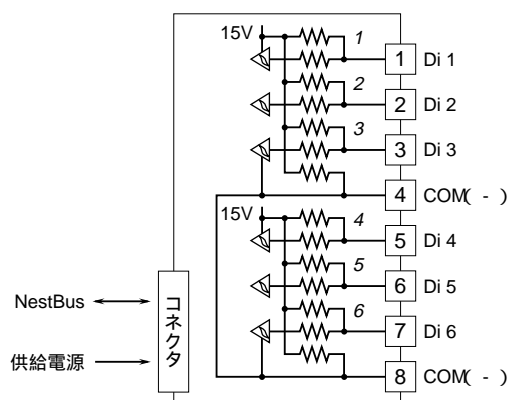 15V
1
1 Di 1
2
2 Di 2
3
3 Di 3
4 COM( - )
15V
4
5 Di 4
5
6 Di 5
6
7 Di 6
8 COM( - )
NestBus
供給電源
コネクタ